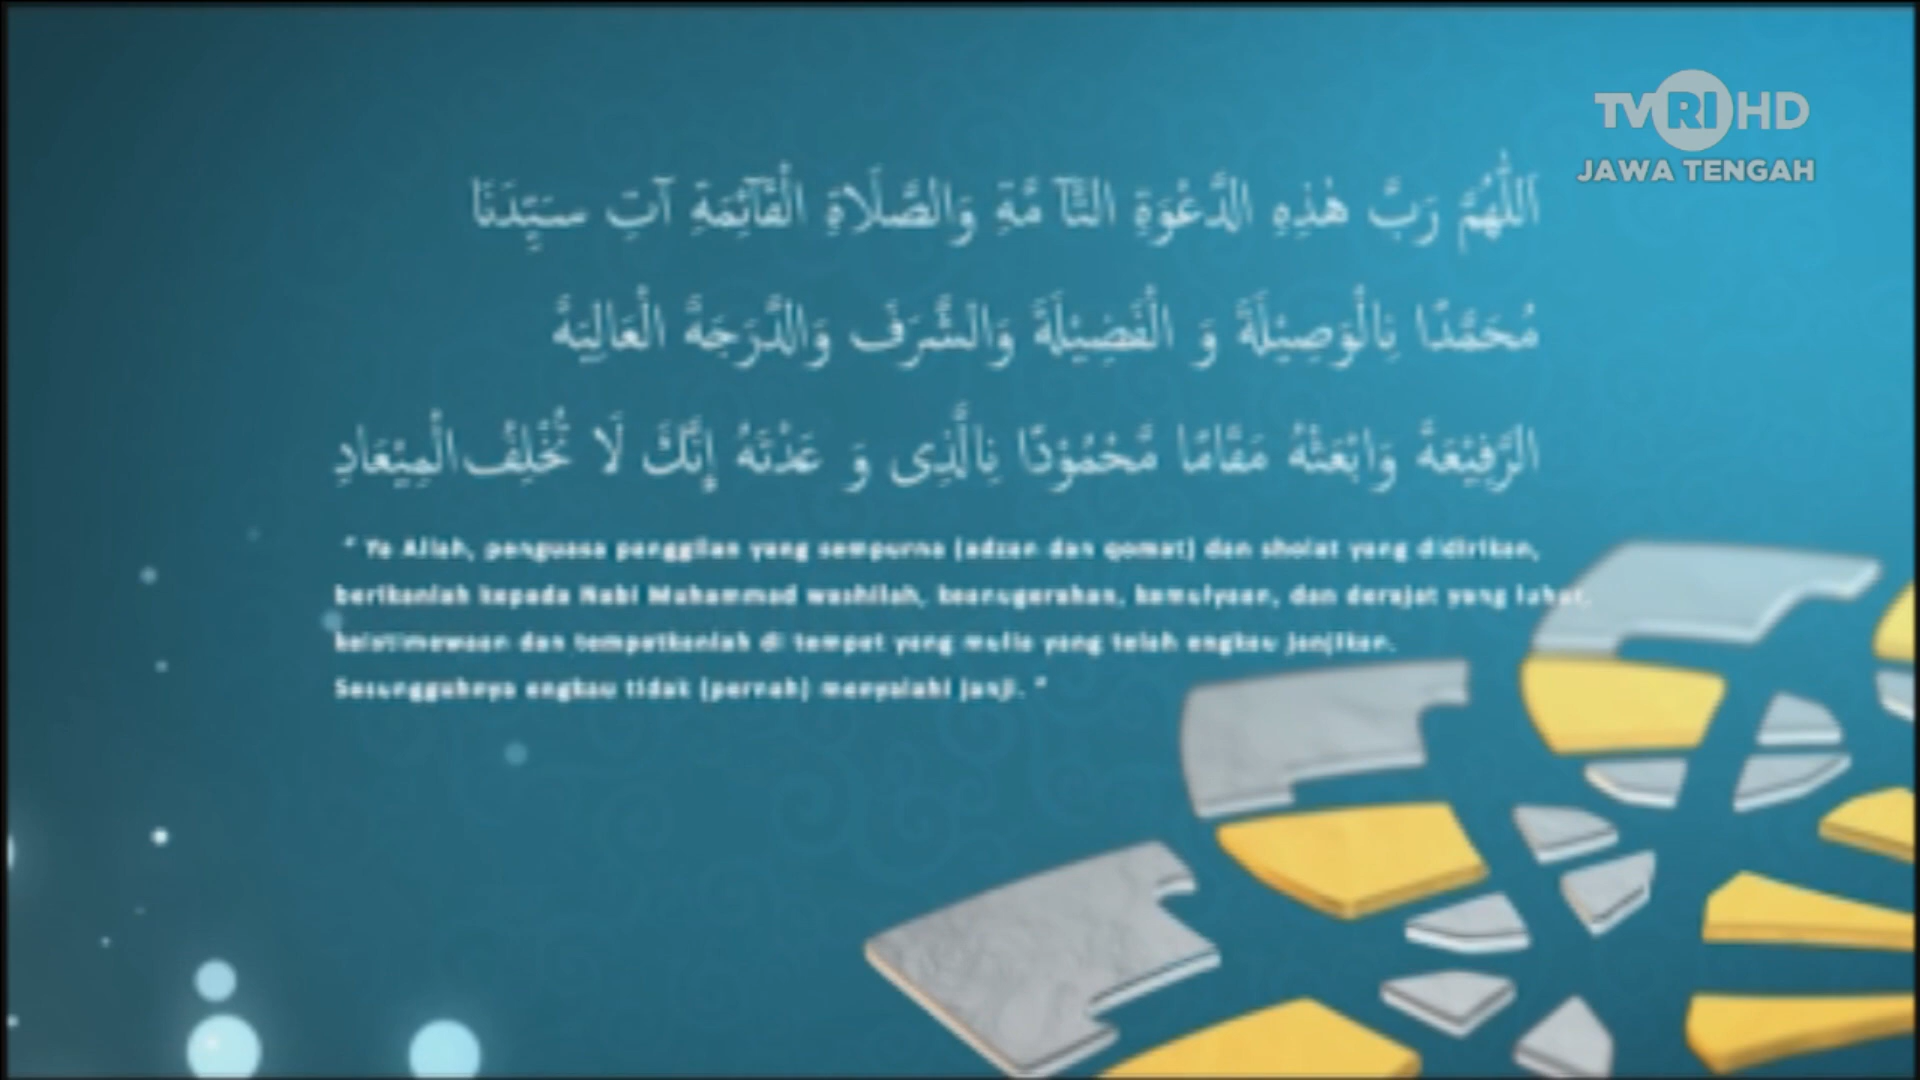 TVRI HD
JAWA TENGAH
اَللّٰهُمَّ رَبَّ هٰذِهِ الدَّعْوَةِ التَّآ مَّةِ وَالصَّلَاةِ الْقَآئِمَةِ آتِ سَيِّدَنَا
مُحَمَّدًا نِالْوَصِيْلَةَ وَ الْفَضِيْلَةَ وَالشَّرَفَ وَالدَّرَجَةَ الْعَالِيَةَ
الرَّفِيْعَةَ وَابْعَثْهُ مَقَامًا مَّحْمُوْدًا نِالَّذِى وَ عَدْتَهُ إِنَّكَ لَا تُخْلِفُ الْمِيْعَادِ
" Ya Allah, penguasa panggilan yang sempurna (adzan dan qomat) dan sholat yang didirikan,
berikanlah kepada Nabi Muhammad washilah, keanugerahan, kemulyaan, dan derajat yang luhur,
keistimewaan dan tempatkanlah di tempat yang mulia yang telah engkau janjikan.
Sesungguhnya engkau tidak (pernah) menyalahi janji. "